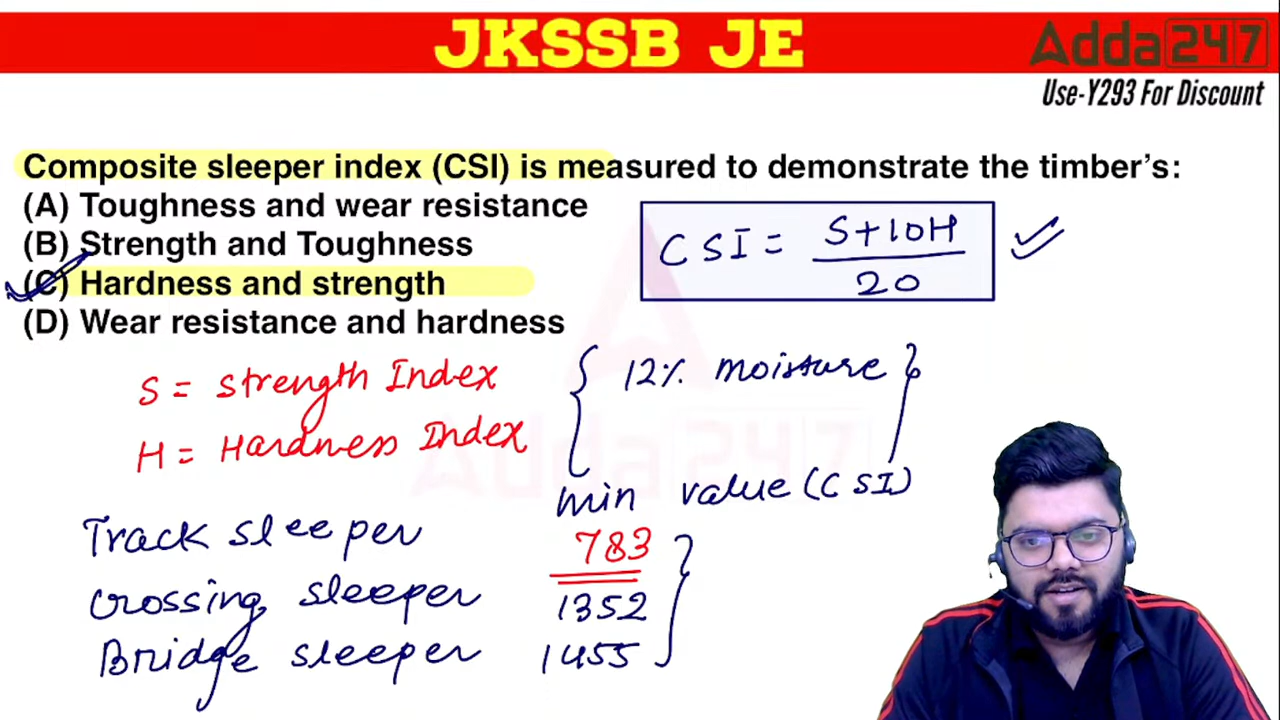 JKSSB JE
Adda247
Use-Y293 For Discount
Composite sleeper index (CSI) is measured to demonstrate the timber's:
(A) Toughness and wear resistance
(B) Strength and Toughness
(C) Hardness and strength
(D) Wear resistance and hardness
CSI = S+10H
20
S = Strength Index
H = Hardness Index
{ 12% moisture }
min value (CSI)
Track sleeper 783
Crossing sleeper 1352
Bridge sleeper 1455
Adda247